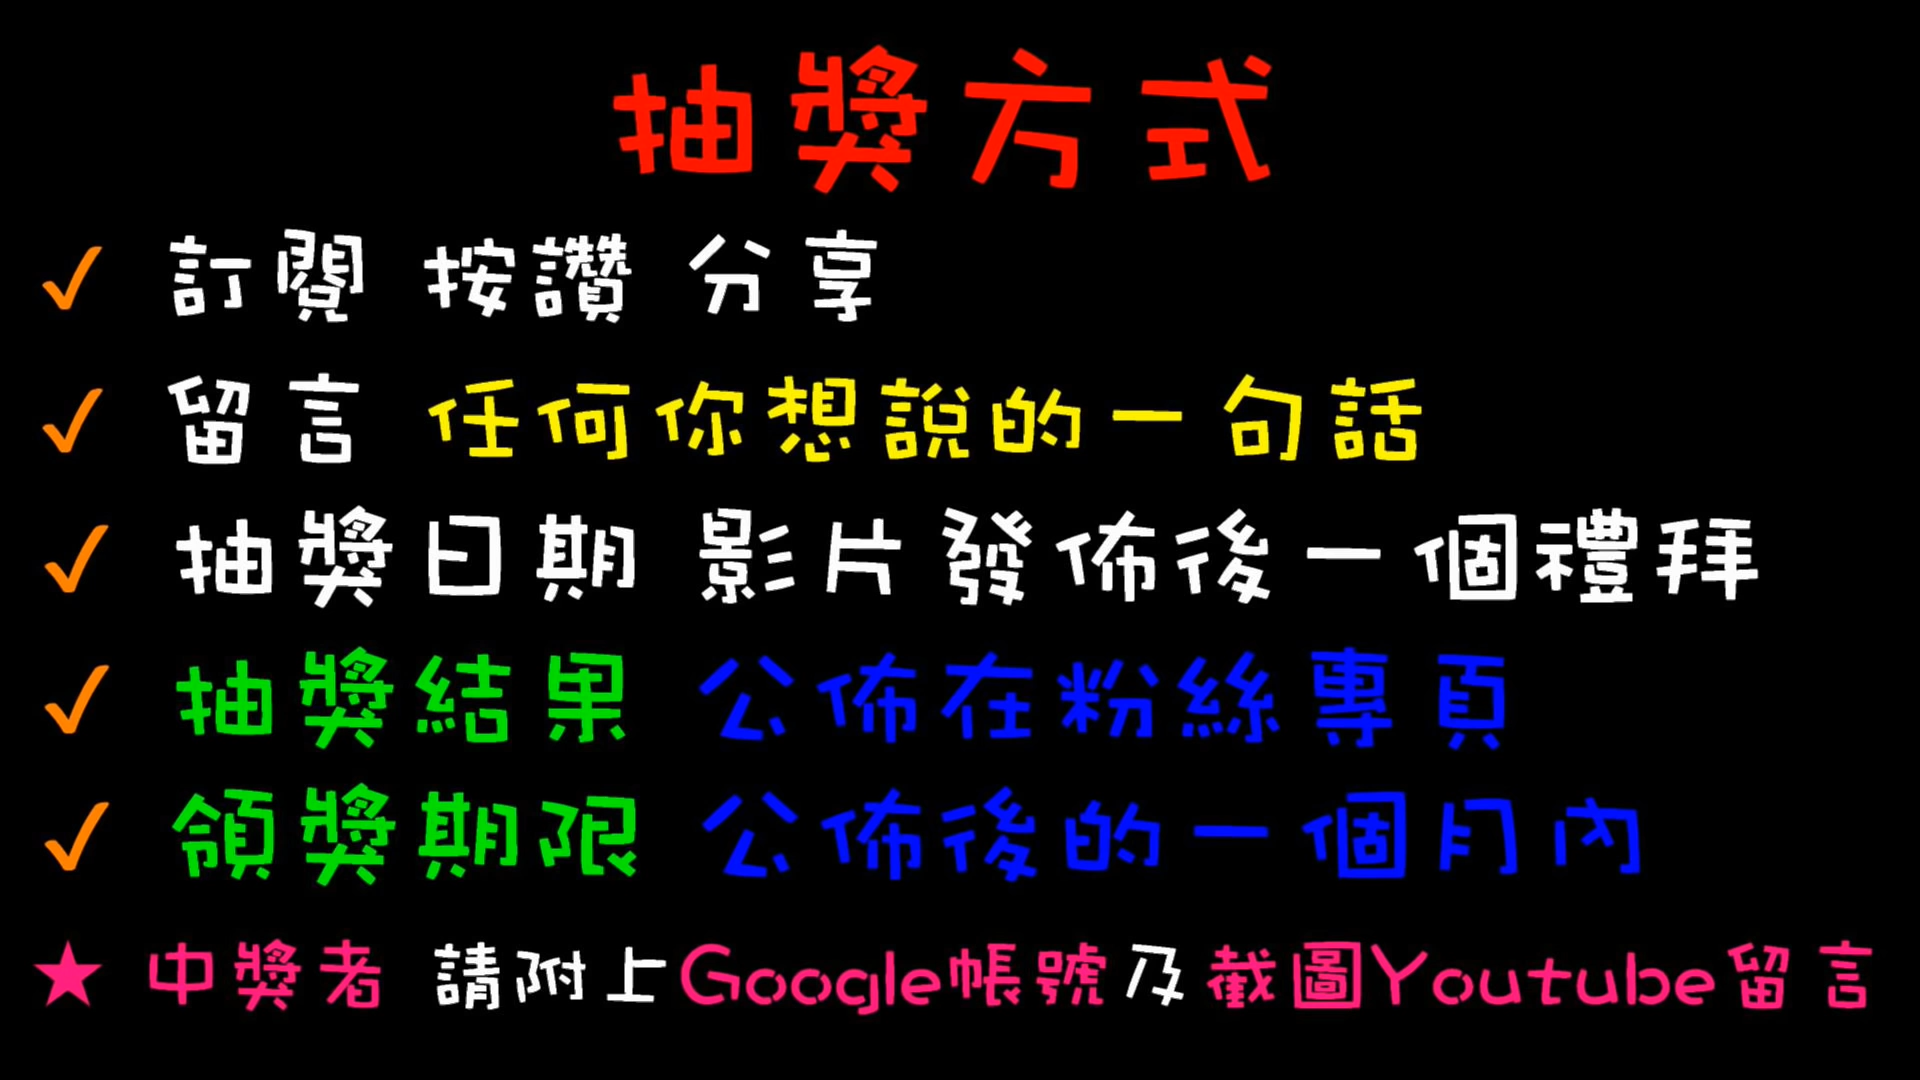 抽獎方式
✓ 訂閱 按讚 分享
✓ 留言 任何你想說的一句話
✓ 抽獎日期 影片發佈後一個禮拜
✓ 抽獎結果 公佈在粉絲專頁
✓ 領獎期限 公佈後的一個月內
★ 中獎者 請附上Google帳號及截圖Youtube留言